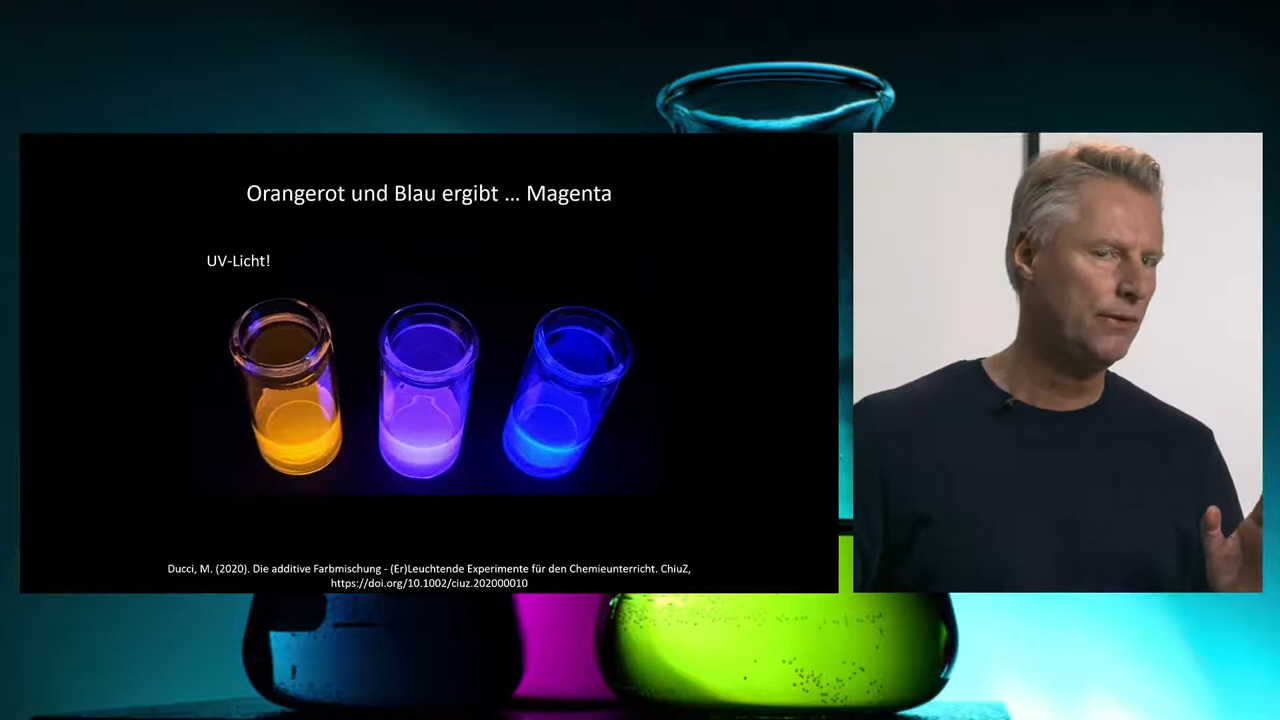 Orangerot und Blau ergibt … Magenta
UV-Licht!
Ducci, M. (2020). Die additive Farbmischung - (Er)Leuchtende Experimente für den Chemieunterricht. ChiuZ,
https://doi.org/10.1002/ciuz.202000010